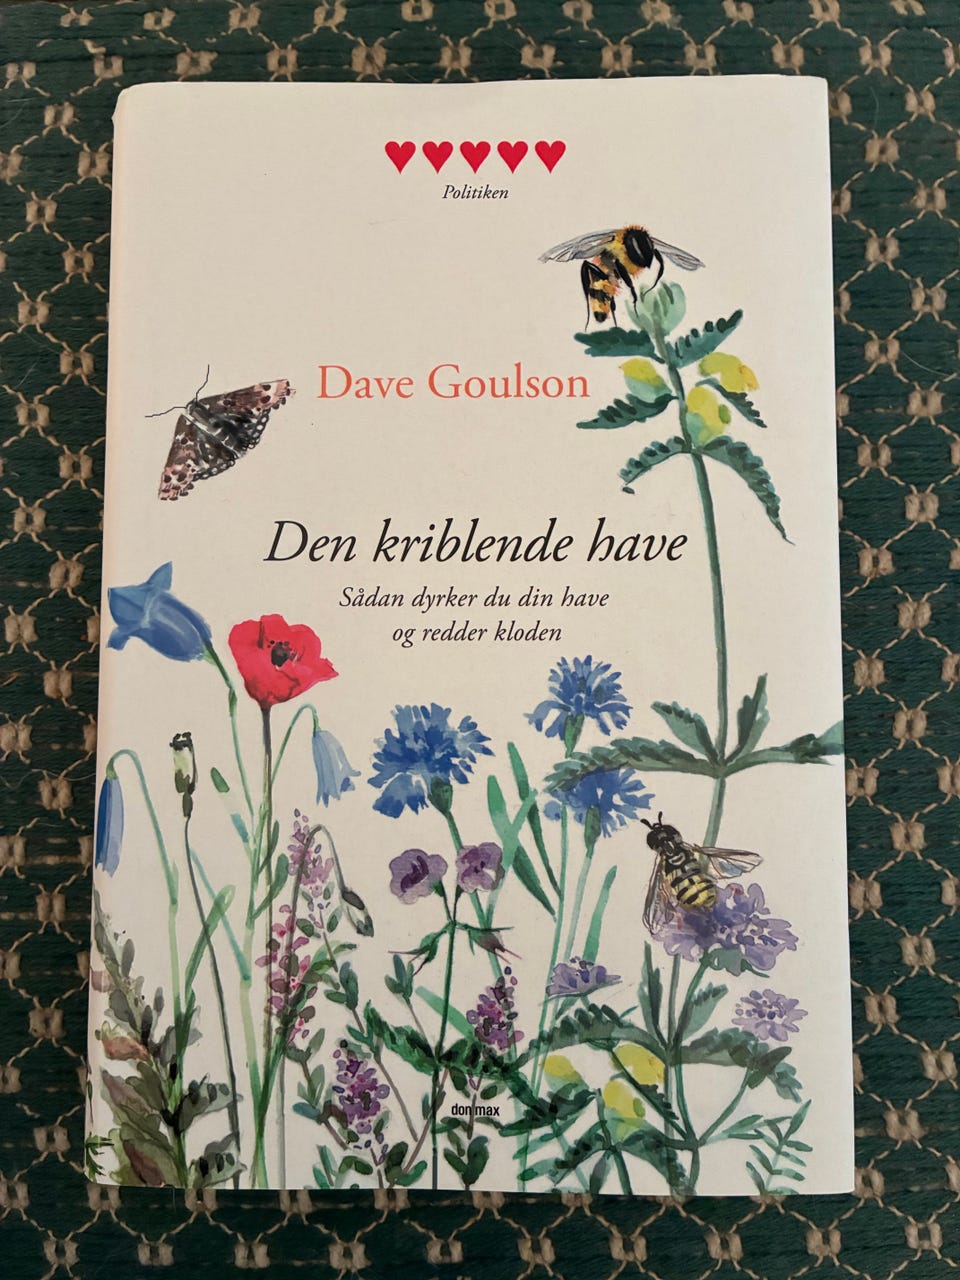 Politiken
Dave Goulson
Den kriblende have
Sådan dyrker du din have
og redder kloden
don max